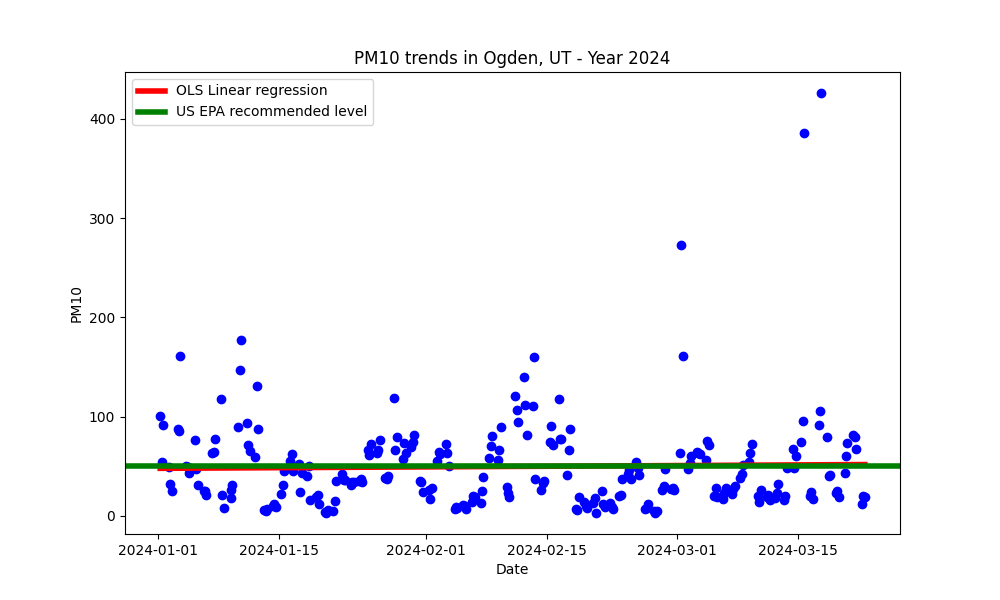 PM10 trends in Ogden, UT - Year 2024
OLS Linear regression
US EPA recommended level
400
300
200
100
0
PM10
2024-01-01 2024-01-15 2024-02-01 2024-02-15 2024-03-01 2024-03-15
Date